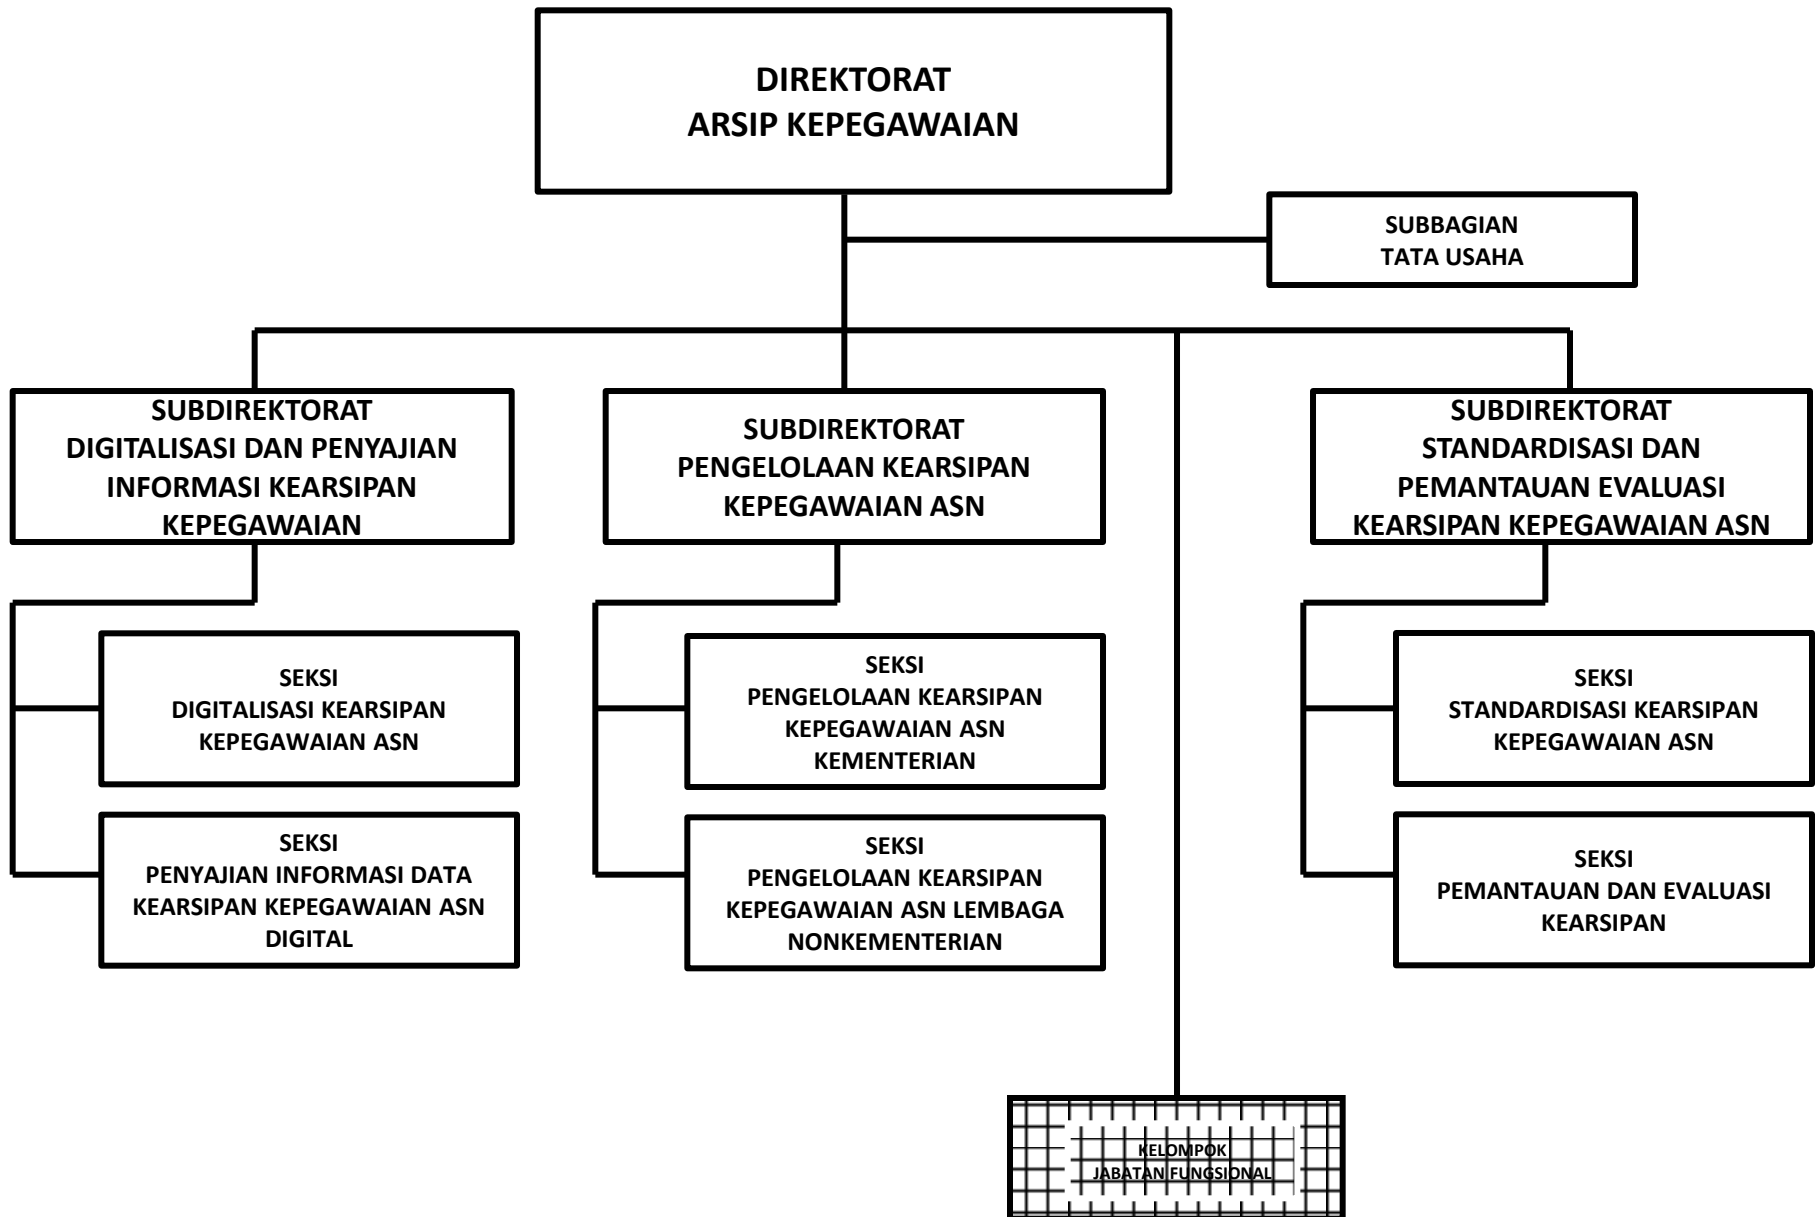 DIREKTORAT
ARSIP KEPEGAWAIAN
SUBBAGIAN
TATA USAHA
SUBDIREKTORAT
DIGITALISASI DAN PENYAJIAN
INFORMASI KEARSIPAN
KEPEGAWAIAN
SUBDIREKTORAT
PENGELOLAAN KEARSIPAN
KEPEGAWAIAN ASN
SUBDIREKTORAT
STANDARDISASI DAN
PEMANTAUAN EVALUASI
KEARSIPAN KEPEGAWAIAN ASN
SEKSI
DIGITALISASI KEARSIPAN
KEPEGAWAIAN ASN
SEKSI
PENGELOLAAN KEARSIPAN
KEPEGAWAIAN ASN
KEMENTERIAN
SEKSI
STANDARDISASI KEARSIPAN
KEPEGAWAIAN ASN
SEKSI
PENYAJIAN INFORMASI DATA
KEARSIPAN KEPEGAWAIAN ASN
DIGITAL
SEKSI
PENGELOLAAN KEARSIPAN
KEPEGAWAIAN ASN LEMBAGA
NONKEMENTERIAN
SEKSI
PEMANTAUAN DAN EVALUASI
KEARSIPAN
KELOMPOK
JABATAN FUNGSIONAL